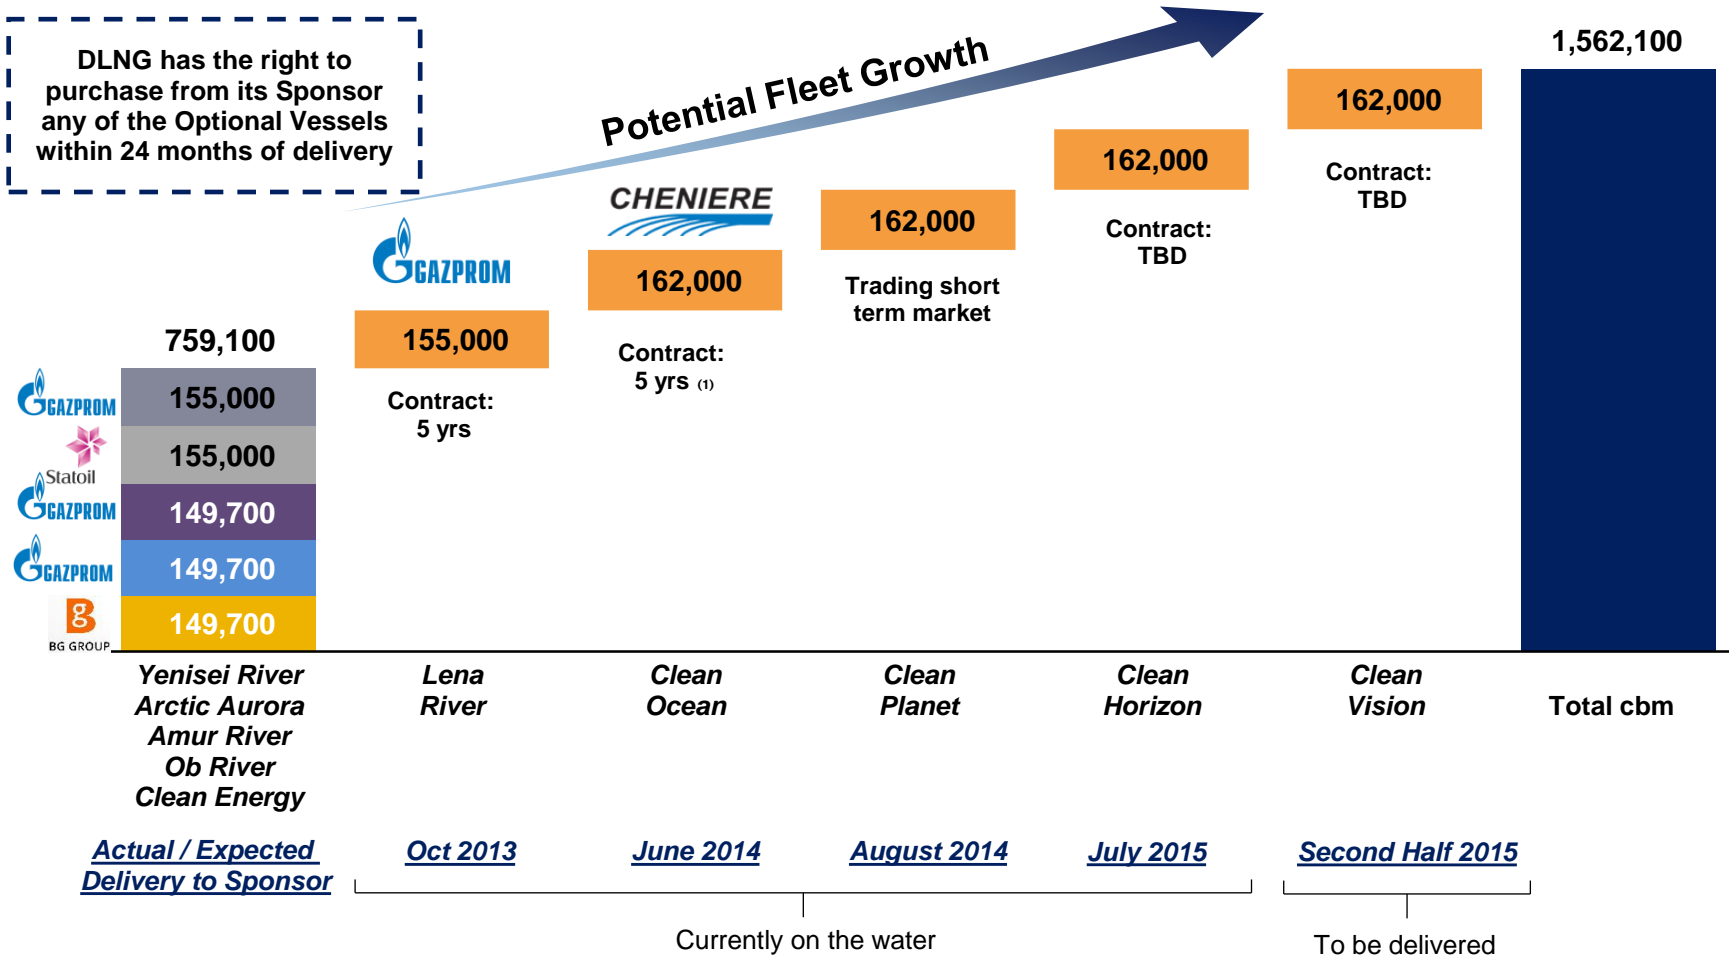 DLNG has the right to
purchase from its Sponsor
any of the Optional Vessels
within 24 months of delivery
Potential Fleet Growth
1,562,100
162,000
Contract:
TBD
162,000
Contract:
TBD
162,000
Trading short
term market
CHENIERE
162,000
Contract:
5 yrs (1)
GAZPROM
155,000
Contract:
5 yrs
759,100
GAZPROM
155,000
Statoil
155,000
GAZPROM
149,700
GAZPROM
149,700
g
BG GROUP
149,700
Yenisei River
Arctic Aurora
Amur River
Ob River
Clean Energy
Lena
River
Clean
Ocean
Clean
Planet
Clean
Horizon
Clean
Vision
Total cbm
Actual / Expected
Delivery to Sponsor
Oct 2013
June 2014
August 2014
July 2015
Second Half 2015
Currently on the water
To be delivered